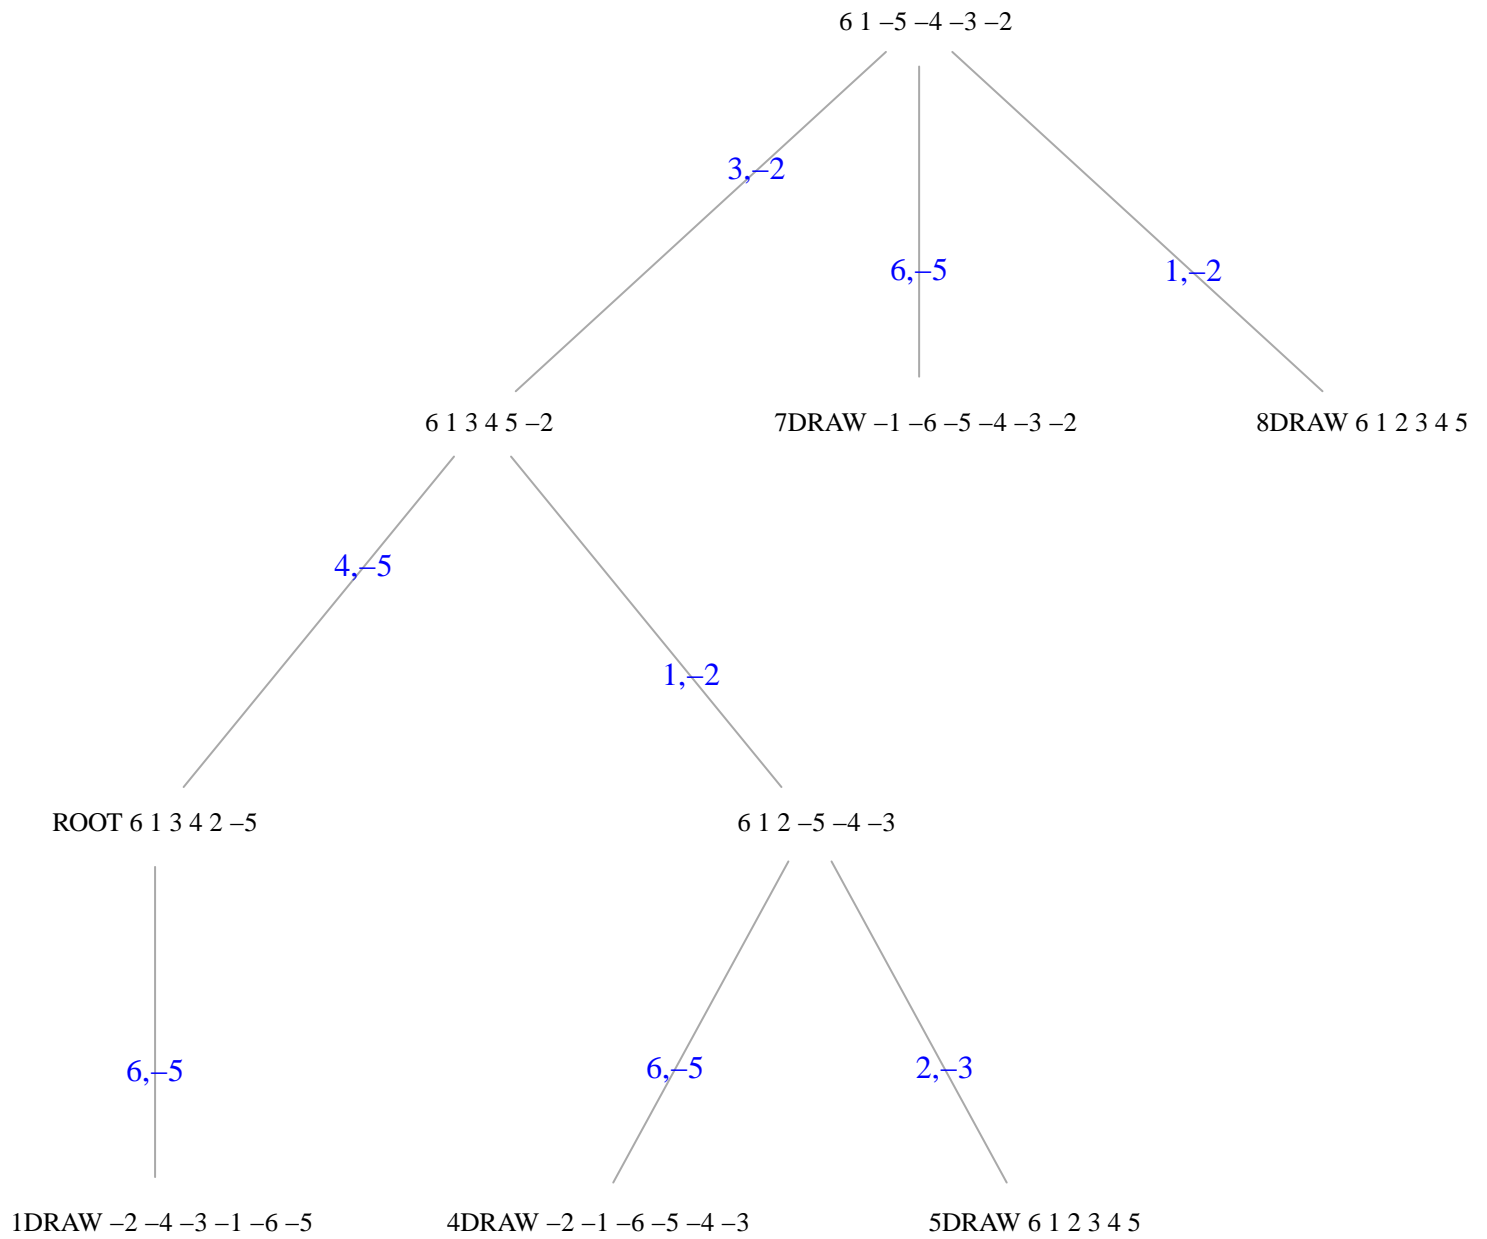 6 1 –5 –4 –3 –2
3,–2
6,–5
1,–2
6 1 3 4 5 –2
7DRAW –1 –6 –5 –4 –3 –2
8DRAW 6 1 2 3 4 5
4,–5
1,–2
ROOT 6 1 3 4 2 –5
6 1 2 –5 –4 –3
6,–5
6,–5
2,–3
1DRAW –2 –4 –3 –1 –6 –5
4DRAW –2 –1 –6 –5 –4 –3
5DRAW 6 1 2 3 4 5